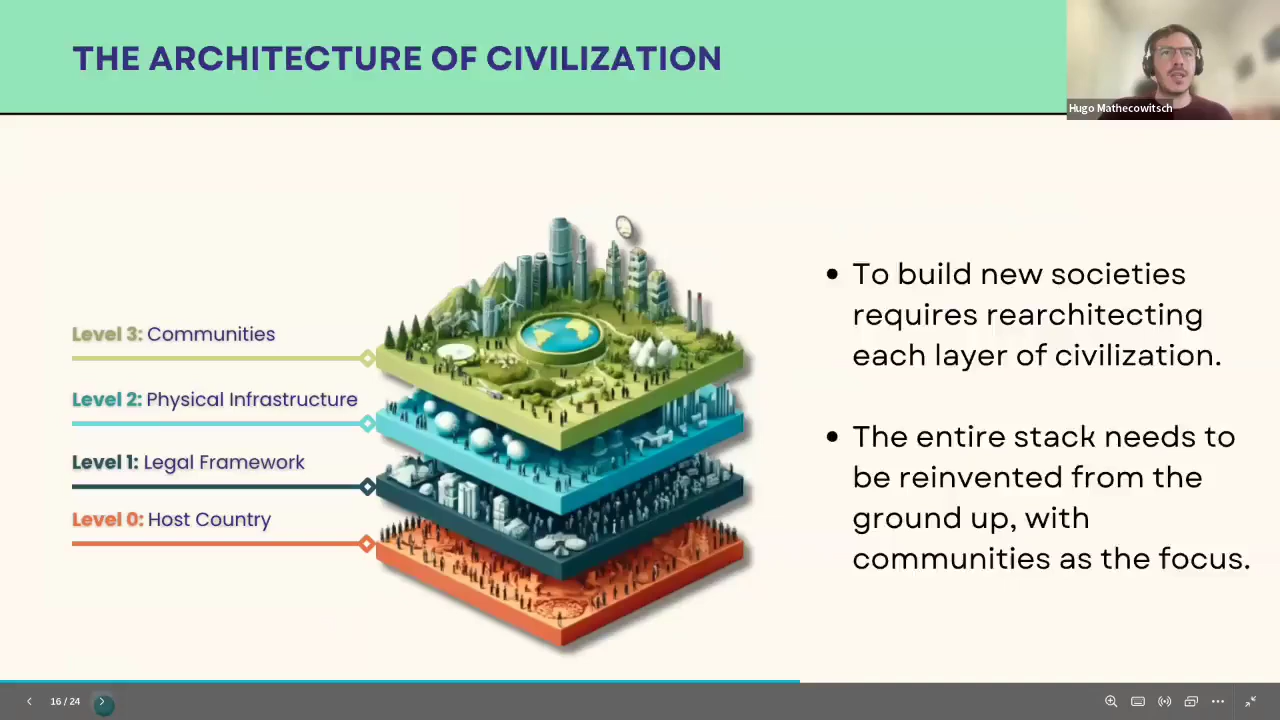 THE ARCHITECTURE OF CIVILIZATION
Hugo Mathecowitsch
Level 3: Communities
Level 2: Physical Infrastructure
Level 1: Legal Framework
Level 0: Host Country
• To build new societies
requires rearchitecting
each layer of civilization.
• The entire stack needs to
be reinvented from the
ground up, with
communities as the focus.
16 / 24